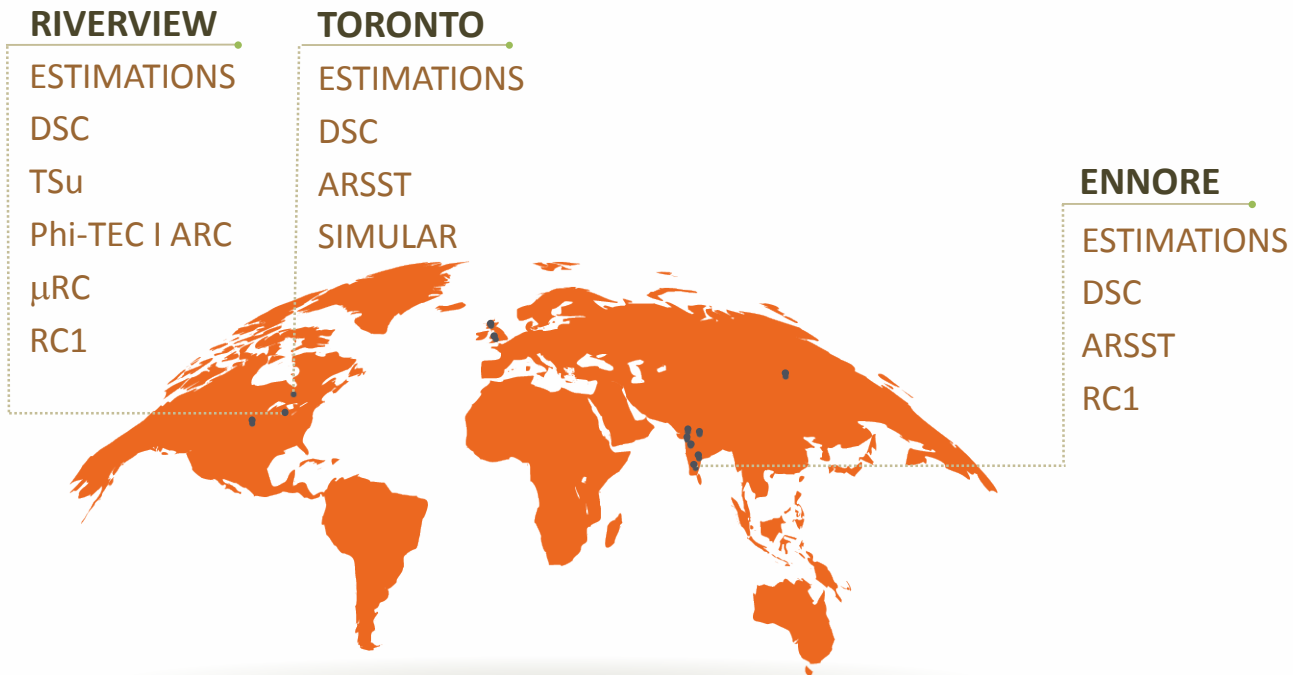 RIVERVIEW
ESTIMATIONS
DSC
TSu
Phi-TEC I ARC
μRC
RC1
TORONTO
ESTIMATIONS
DSC
ARSST
SIMULAR
ENNORE
ESTIMATIONS
DSC
ARSST
RC1